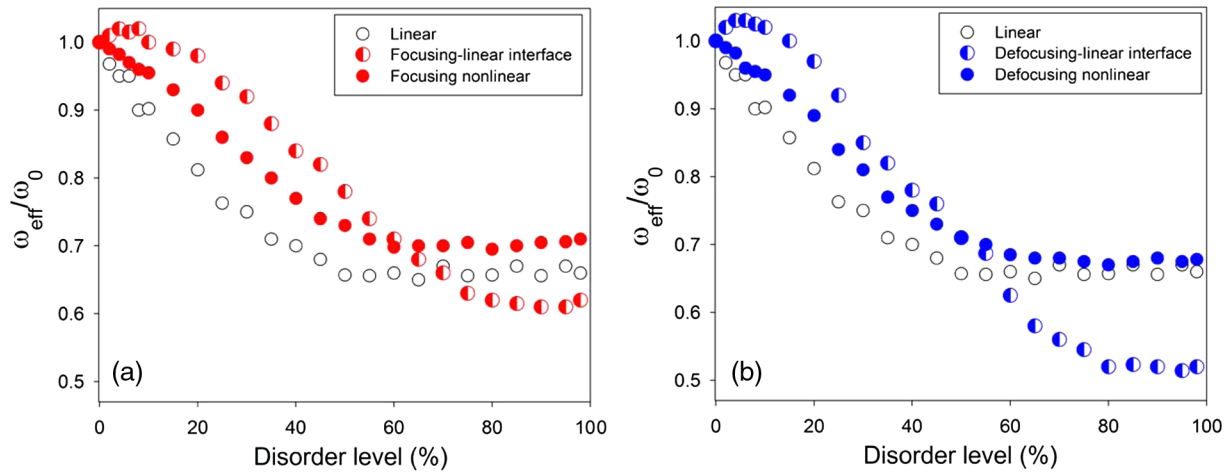 Linear
Focusing-linear interface
Focusing nonlinear
1.0
0.9
0.8
0.7
0.6
0.5
ω_eff/ω_0
(a)
0 20 40 60 80 100
Disorder level (%)
Linear
Defocusing-linear interface
Defocusing nonlinear
1.0
0.9
0.8
0.7
0.6
0.5
ω_eff/ω_0
(b)
0 20 40 60 80 100
Disorder level (%)